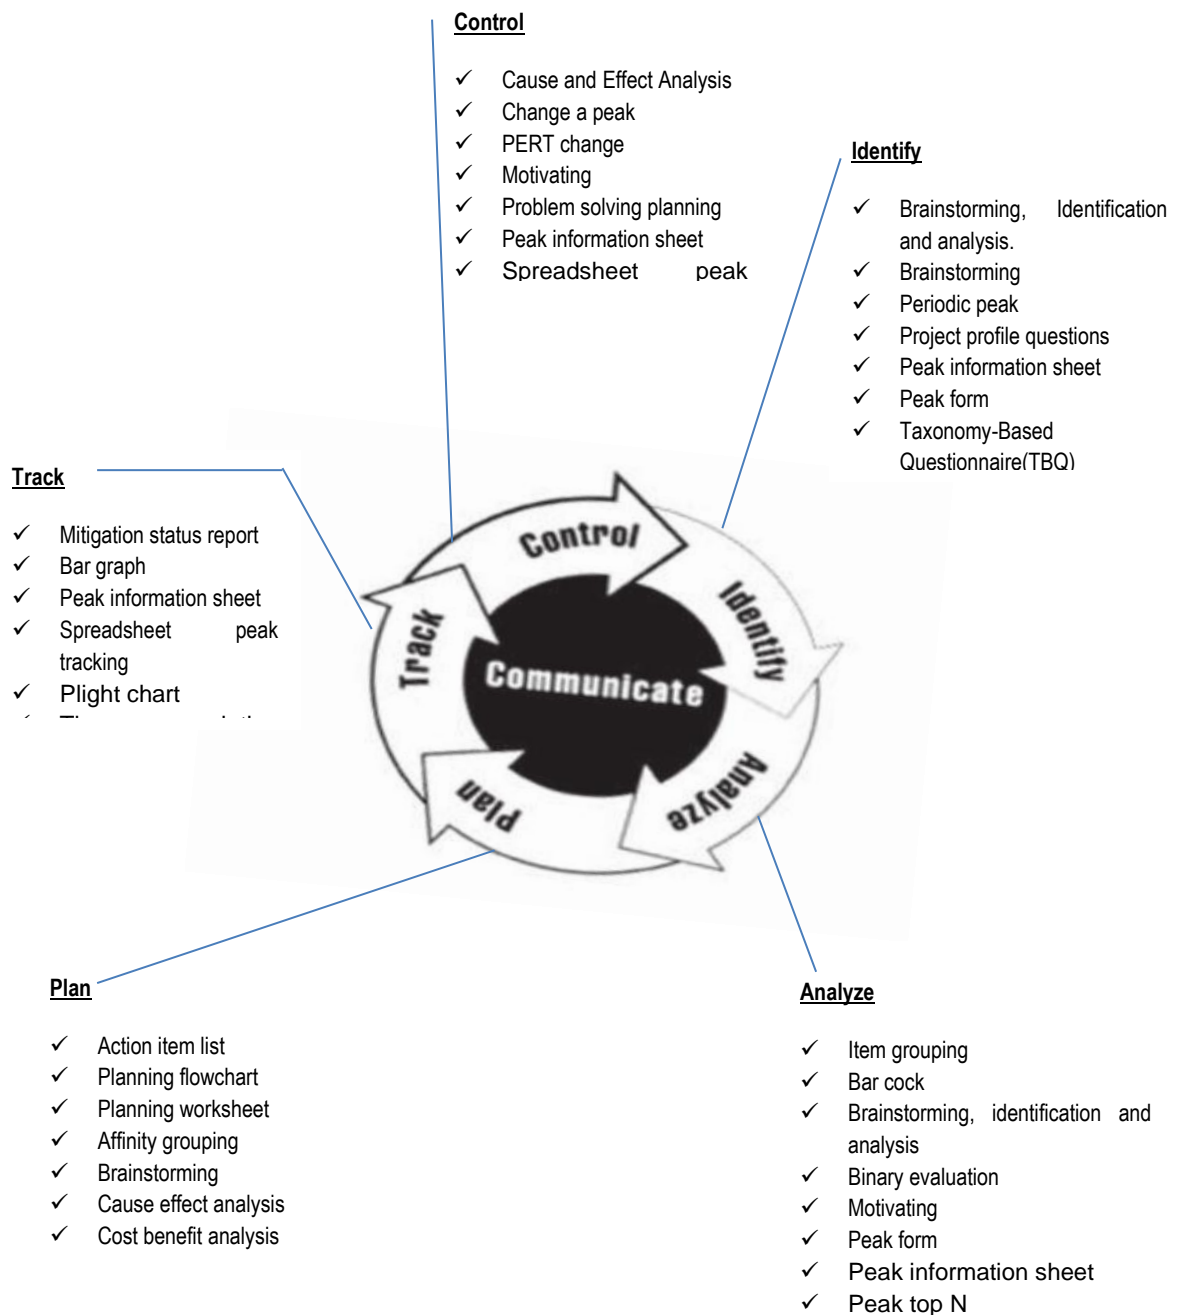 Control
Cause and Effect Analysis
Change a peak
PERT change
Motivating
Problem solving planning
Peak information sheet
Spreadsheet peak
Identify
Brainstorming, Identification
and analysis.
Brainstorming
Periodic peak
Project profile questions
Peak information sheet
Peak form
Taxonomy-Based
Questionnaire(TBQ)
Track
Mitigation status report
Bar graph
Peak information sheet
Spreadsheet peak
tracking
Plight chart
Control
Identify
Analyze
Plan
Track
Communicate
Plan
Action item list
Planning flowchart
Planning worksheet
Affinity grouping
Brainstorming
Cause effect analysis
Cost benefit analysis
Analyze
Item grouping
Bar cock
Brainstorming, identification and
analysis
Binary evaluation
Motivating
Peak form
Peak information sheet
Peak top N